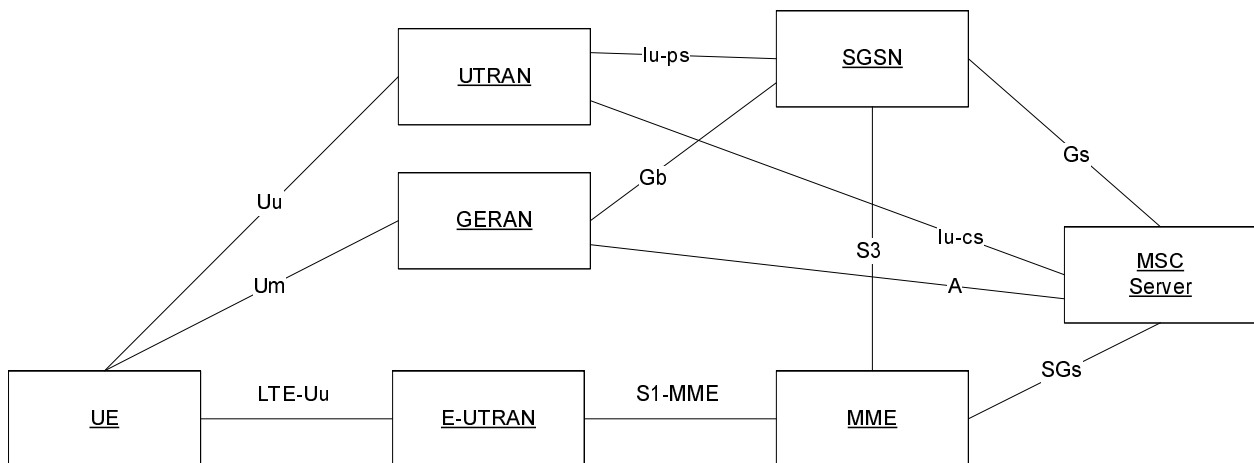 UTRAN
Iu-ps
SGSN
Gs
Gb
Uu
GERAN
Iu-cs
S3
MSC
Server
Um
A
SGs
LTE-Uu
S1-MME
UE
E-UTRAN
MME